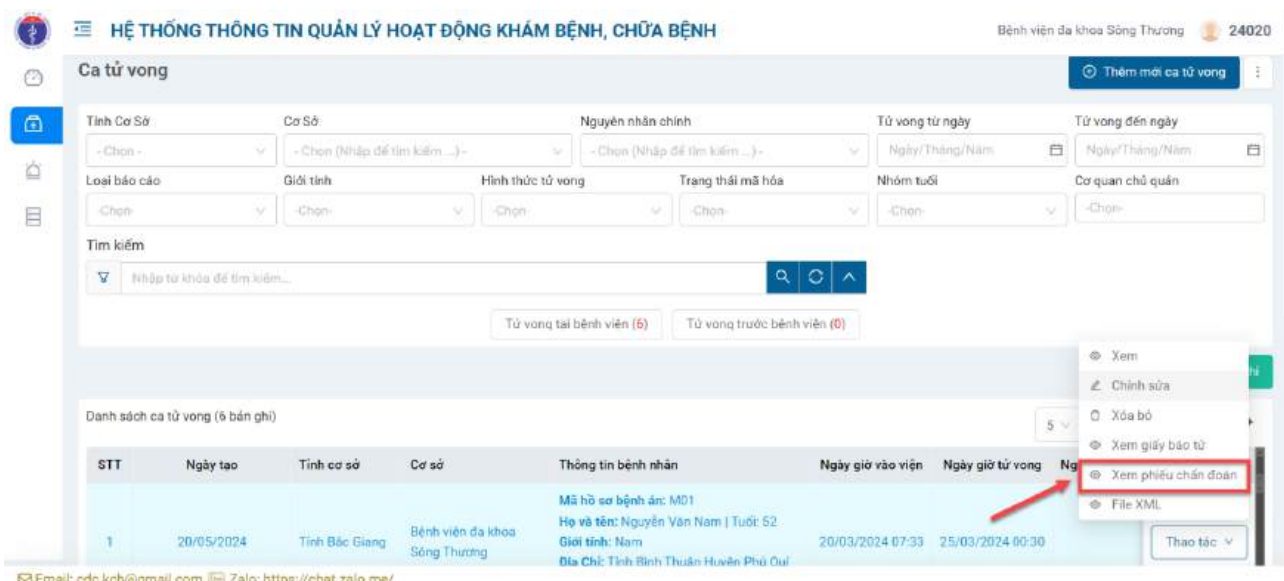 HỆ THỐNG THÔNG TIN QUẢN LÝ HOẠT ĐỘNG KHÁM BỆNH, CHỮA BỆNH
Bệnh viện đa khoa Sông Thương 24020
Ca tử vong
Thêm mới ca tử vong
Tỉnh Cơ Sở Cơ Sở Nguyên nhân chính Tử vong từ ngày Tử vong đến ngày
- Chọn - - Chọn (Nhập để tìm kiếm ...) - - Chọn (Nhập để tìm kiếm ...) - Ngày/Tháng/Năm Ngày/Tháng/Năm
Loại báo cáo Giới tính Hình thức tử vong Trạng thái mã hóa Nhóm tuổi Cơ quan chủ quản
-Chọn- -Chọn- -Chọn- -Chọn- -Chọn- -Chọn-
Tìm kiếm
Nhập từ khóa để tìm kiếm...
Tử vong tại bệnh viện (6) Tử vong trước bệnh viện (0)
Xem
Chỉnh sửa
Danh sách ca tử vong (6 bản ghi) 5
Xóa bỏ
Xem giấy báo tử
Xem phiếu chẩn đoán
File XML
STT Ngày tạo Tỉnh cơ sở Cơ sở Thông tin bệnh nhân Ngày giờ vào viện Ngày giờ tử vong Ng
Mã hồ sơ bệnh án: M01
Họ và tên: Nguyễn Văn Nam | Tuổi: 52
1 20/05/2024 Tỉnh Bắc Giang Bệnh viện đa khoa Sông Thương Giới tính: Nam 20/03/2024 07:33 25/03/2024 00:30 Thao tác
Địa Chỉ: Tỉnh Bình Thuận Huyện Phú Quí
Email: cdc.kcb@gmail.com Zalo: https://chat.zalo.me/